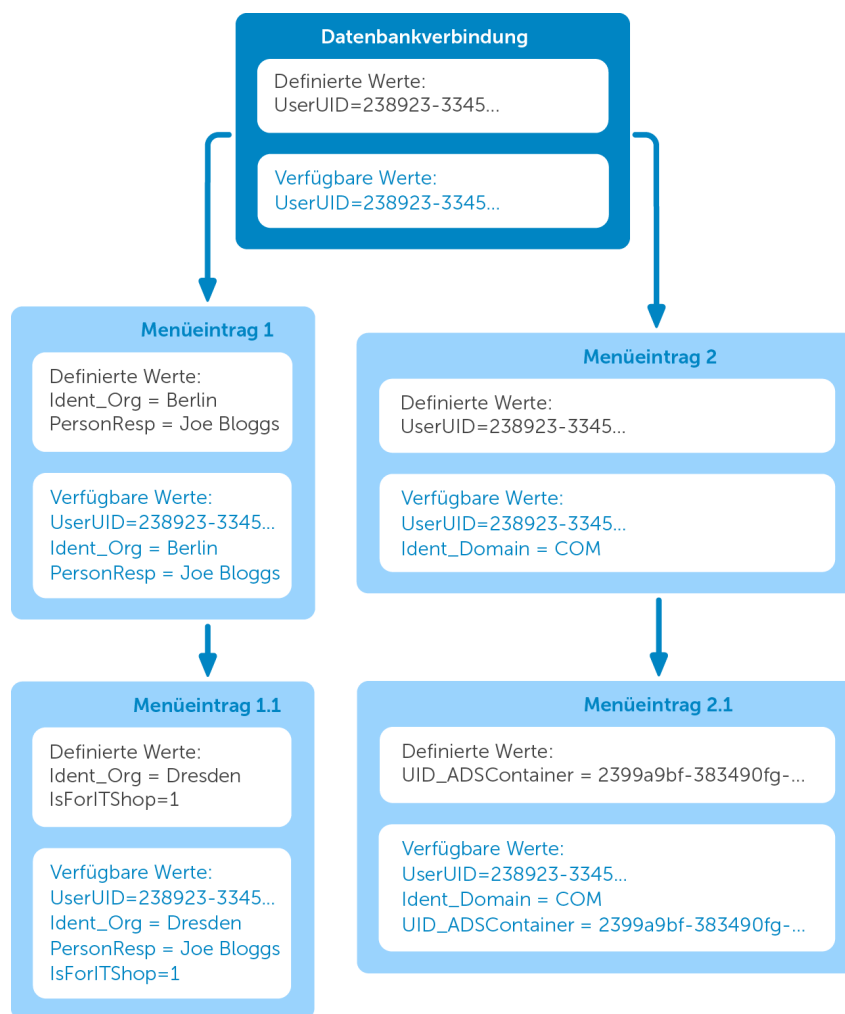 Datenbankverbindung
Definierte Werte:
UserUID=238923-3345...
Verfügbare Werte:
UserUID=238923-3345...
Menüeintrag 1
Definierte Werte:
Ident_Org = Berlin
PersonResp = Joe Bloggs
Verfügbare Werte:
UserUID=238923-3345...
Ident_Org = Berlin
PersonResp = Joe Bloggs
Menüeintrag 2
Definierte Werte:
UserUID=238923-3345...
Verfügbare Werte:
UserUID=238923-3345...
Ident_Domain = COM
Menüeintrag 1.1
Definierte Werte:
Ident_Org = Dresden
IsForITShop=1
Verfügbare Werte:
UserUID=238923-3345...
Ident_Org = Dresden
PersonResp = Joe Bloggs
IsForITShop=1
Menüeintrag 2.1
Definierte Werte:
UID_ADSContainer = 2399a9bf-383490fg-...
Verfügbare Werte:
UserUID=238923-3345...
Ident_Domain = COM
UID_ADSContainer = 2399a9bf-383490fg-...